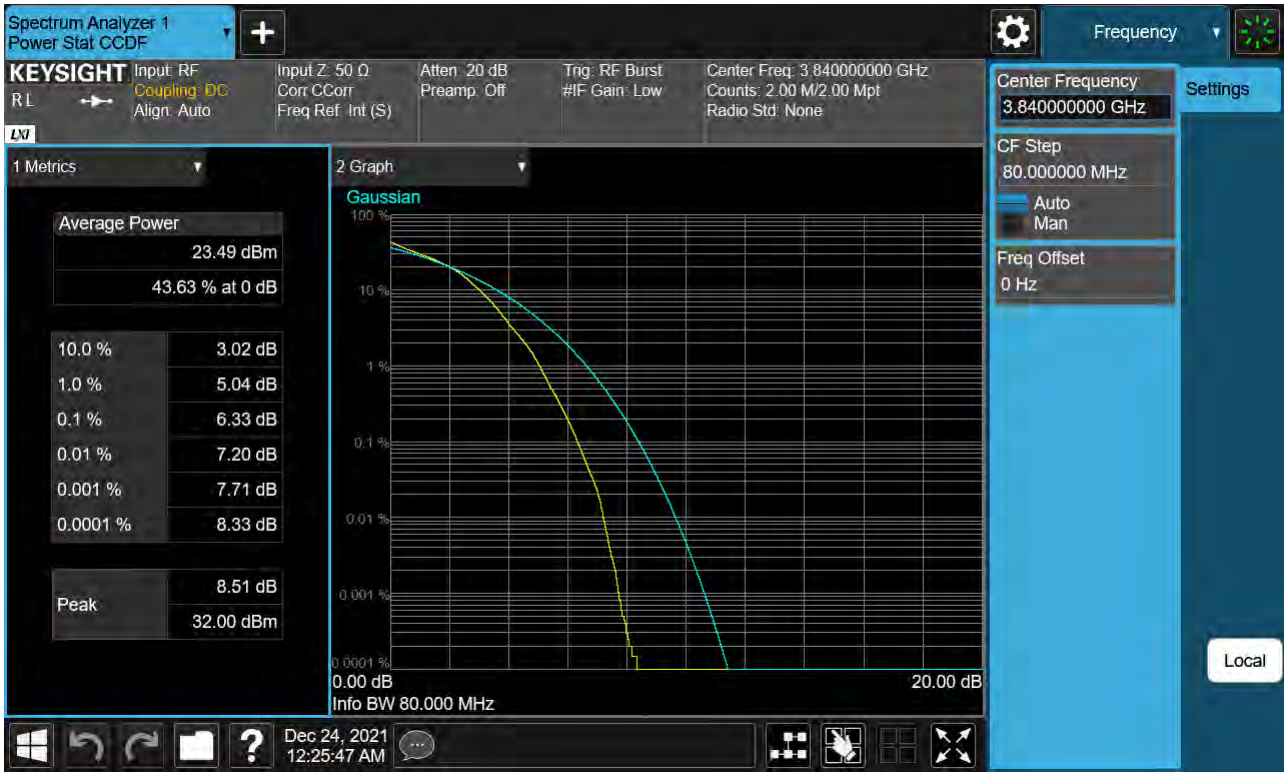 Spectrum Analyzer 1
Power Stat CCDF
Frequency
KEYSIGHT
RL
LXI
Input: RF
Coupling: DC
Align: Auto
Input Z: 50 Ω
Corr CCorr
Freq Ref: Int (S)
Atten: 20 dB
Preamp: Off
Trig: RF Burst
#IF Gain: Low
Center Freq: 3.840000000 GHz
Counts: 2.00 M/2.00 Mpt
Radio Std: None
1 Metrics
Average Power
23.49 dBm
43.63 % at 0 dB
10.0 % 3.02 dB
1.0 % 5.04 dB
0.1 % 6.33 dB
0.01 % 7.20 dB
0.001 % 7.71 dB
0.0001 % 8.33 dB
Peak
8.51 dB
32.00 dBm
2 Graph
Gaussian
100 %
10 %
1 %
0.1 %
0.01 %
0.001 %
0.0001 %
0.00 dB 20.00 dB
Info BW 80.000 MHz
Center Frequency
3.840000000 GHz
CF Step
80.000000 MHz
Auto
Man
Freq Offset
0 Hz
Settings
Local
?
Dec 24, 2021
12:25:47 AM